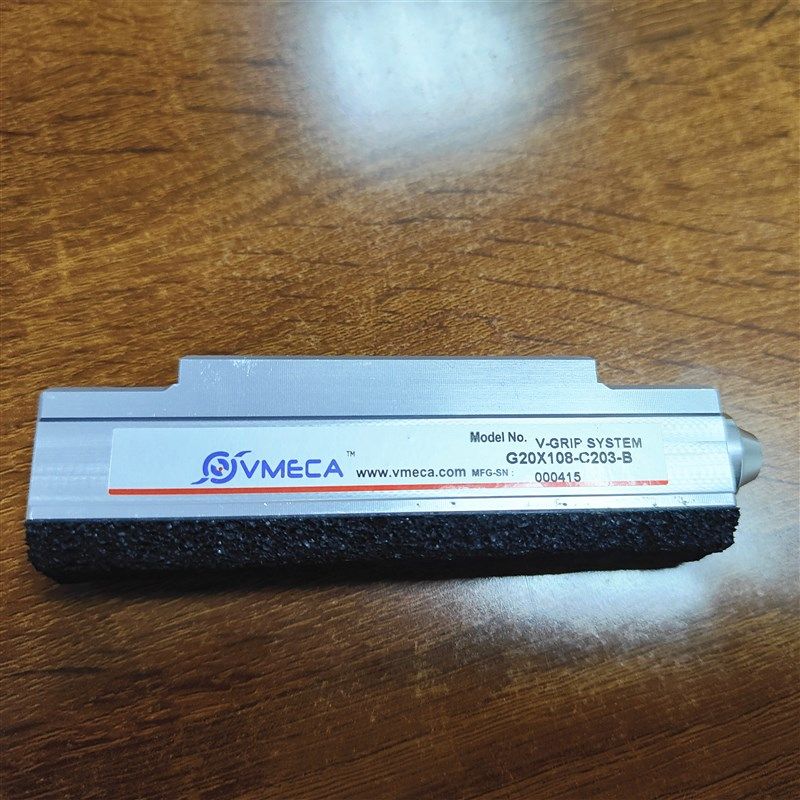 VMECA™ www.vmeca.com
Model No. V-GRIP SYSTEM
G20X108-C203-B
MFG-SN : 000415